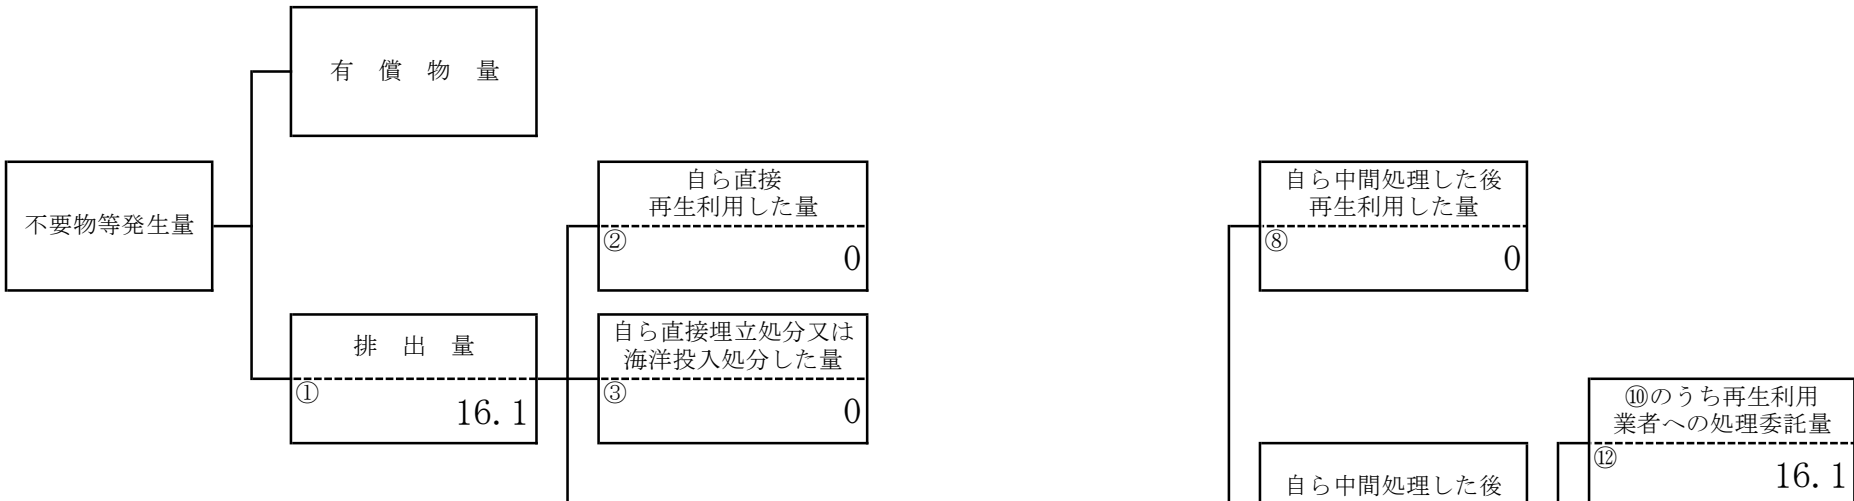 有 償 物 量
不要物等発生量
自ら直接
再生利用した量
②
0
自ら中間処理した後
再生利用した量
⑧
0
排 出 量
①
16.1
自ら直接埋立処分又は
海洋投入処分した量
③
0
⑩のうち再生利用
業者への処理委託量
⑫
16.1
自ら中間処理した後